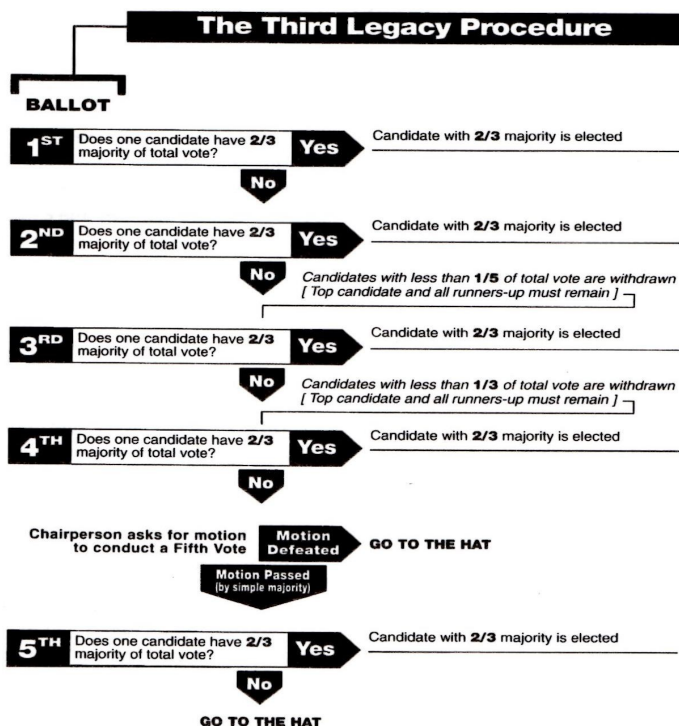 The Third Legacy Procedure
BALLOT
1ST
Does one candidate have 2/3
majority of total vote?
Yes
Candidate with 2/3 majority is elected
No
2ND
Does one candidate have 2/3
majority of total vote?
Yes
Candidate with 2/3 majority is elected
No
Candidates with less than 1/5 of total vote are withdrawn
[ Top candidate and all runners-up must remain ]
3RD
Does one candidate have 2/3
majority of total vote?
Yes
Candidate with 2/3 majority is elected
No
Candidates with less than 1/3 of total vote are withdrawn
[ Top candidate and all runners-up must remain ]
4TH
Does one candidate have 2/3
majority of total vote?
Yes
Candidate with 2/3 majority is elected
No
Chairperson asks for motion
to conduct a Fifth Vote
Motion
Defeated
GO TO THE HAT
Motion Passed
(by simple majority)
5TH
Does one candidate have 2/3
majority of total vote?
Yes
Candidate with 2/3 majority is elected
No
GO TO THE HAT